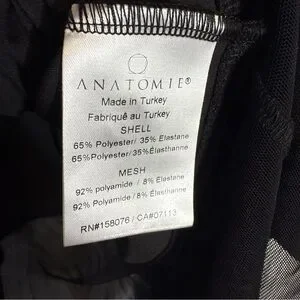 ANATOMIE®
Made in Turkey
Fabriqué au Turkey
SHELL
65% Polyester/ 35% Elastane
65%Polyester/ 35%Élasthanne
MESH
92% polyamide / 8% Elastane
92% polyamide / 8% Élasthanne
RN#158076 / CA#07113